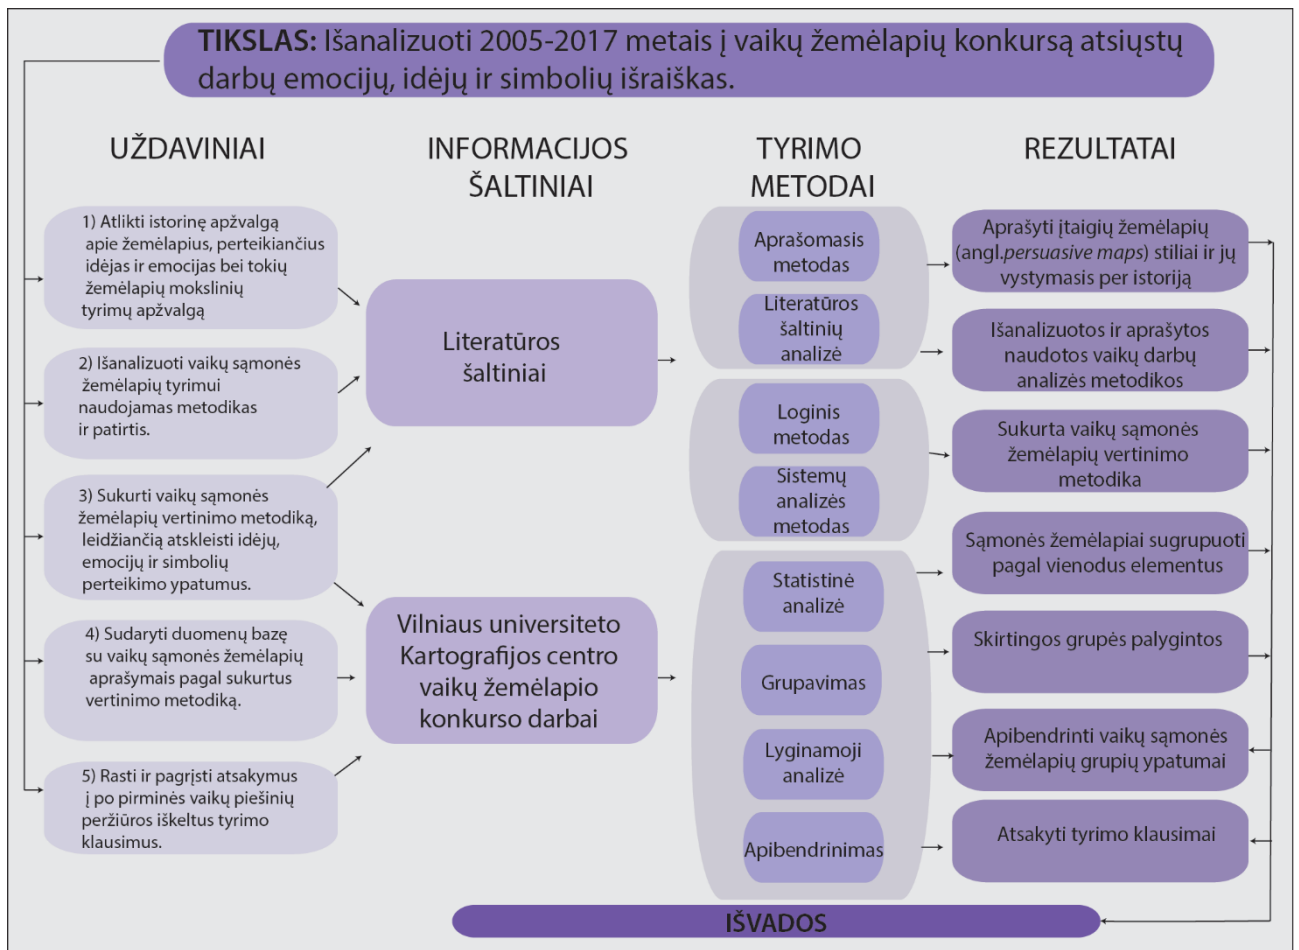 TIKSLAS: Išanalizuoti 2005-2017 metais į vaikų žemėlapių konkursą atsiųstų
darbų emocijų, idėjų ir simbolių išraiškas.
UŽDAVINIAI
1) Atlikti istorinę apžvalgą
apie žemėlapius, perteikiančius
idėjas ir emocijas bei tokių
žemėlapių mokslinių
tyrimų apžvalgą
2) Išanalizuoti vaikų sąmonės
žemėlapių tyrimui
naudojamas metodikas
ir patirtis.
3) Sukurti vaikų sąmonės
žemėlapių vertinimo metodiką,
leidžiančią atskleisti idėjų,
emocijų ir simbolių
perteikimo ypatumus.
4) Sudaryti duomenų bazę
su vaikų sąmonės žemėlapių
aprašymais pagal sukurtus
vertinimo metodiką.
5) Rasti ir pagrįsti atsakymus
į po pirminės vaikų piešinių
peržiūros iškeltus tyrimo
klausimus.
INFORMACIJOS
ŠALTINIAI
Literatūros
šaltiniai
Vilniaus universiteto
Kartografijos centro
vaikų žemėlapio
konkurso darbai
TYRIMO
METODAI
Aprašomasis
metodas
Literatūros
šaltinių
analizė
Loginis
metodas
Sistemų
analizės
metodas
Statistinė
analizė
Grupavimas
Lyginamoji
analizė
Apibendrinimas
REZULTATAI
Aprašyti įtaigių žemėlapių
(angl.persuasive maps) stiliai ir jų
vystymasis per istoriją
Išanalizuotos ir aprašytos
naudotos vaikų darbų
analizės metodikos
Sukurta vaikų sąmonės
žemėlapių vertinimo
metodika
Sąmonės žemėlapiai sugrupuoti
pagal vienodus elementus
Skirtingos grupės palygintos
Apibendrinti vaikų sąmonės
žemėlapių grupių ypatumai
Atsakyti tyrimo klausimai
IŠVADOS